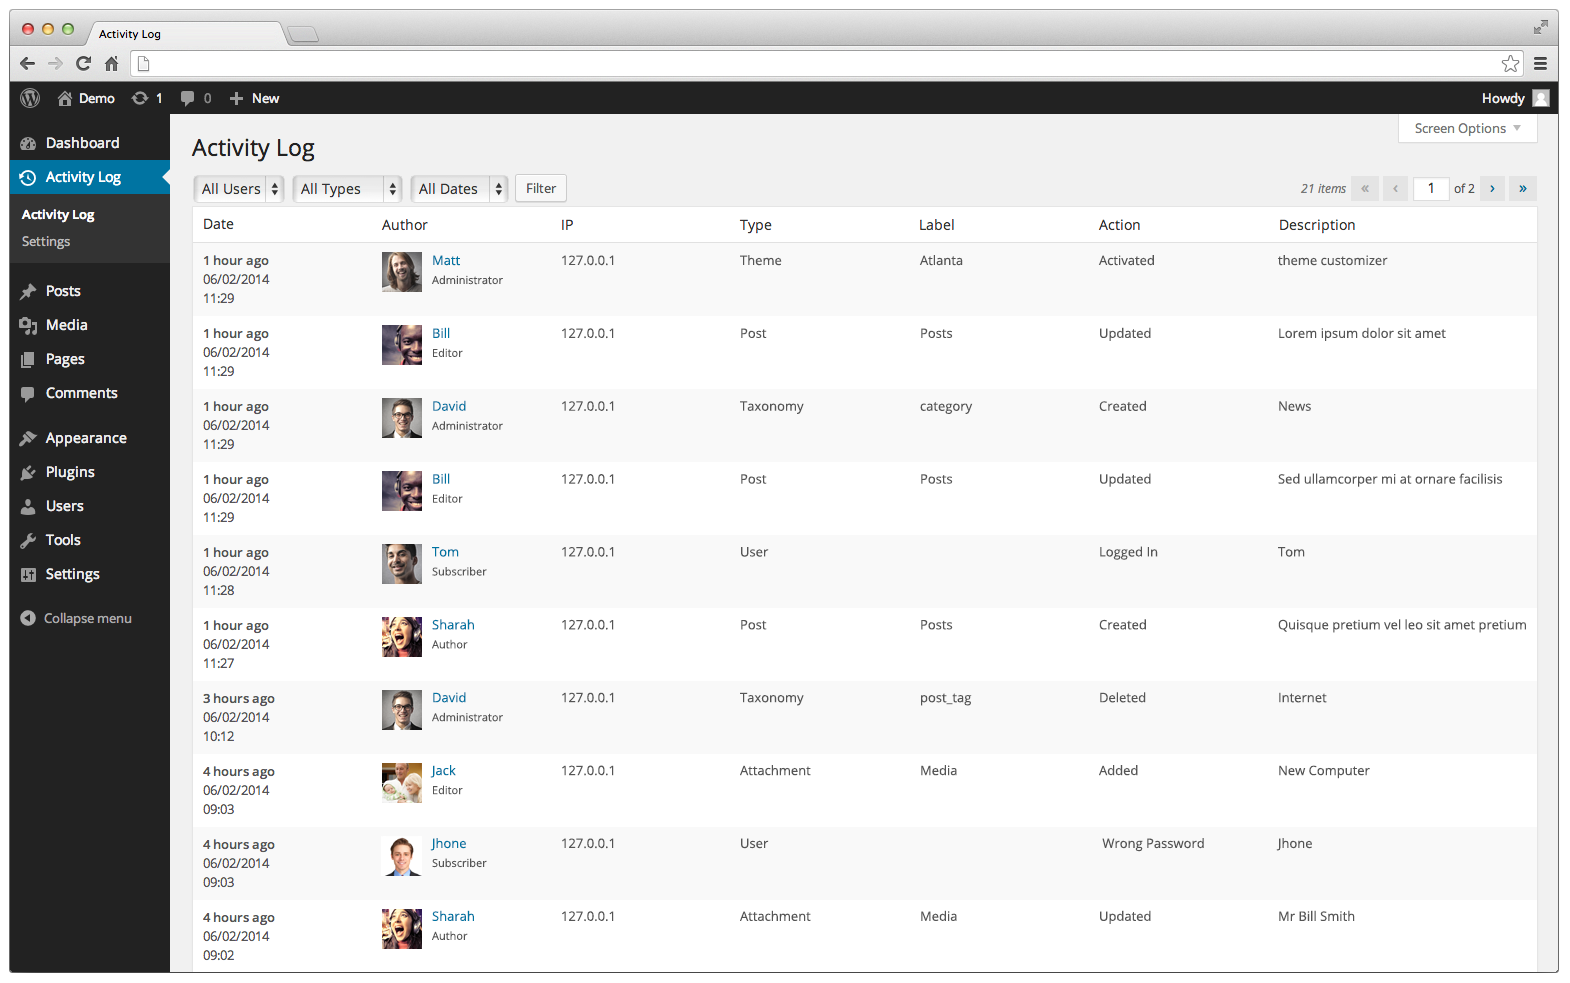 Activity Log
Demo 1 0 New Howdy
Screen Options
Dashboard
Activity Log
Activity Log
Settings
Posts
Media
Pages
Comments
Appearance
Plugins
Users
Tools
Settings
Collapse menu
Activity Log
All Users All Types All Dates Filter 21 items « ‹ 1 of 2 › »
Date Author IP Type Label Action Description
1 hour ago Matt 127.0.0.1 Theme Atlanta Activated theme customizer
06/02/2014 Administrator
11:29
1 hour ago Bill 127.0.0.1 Post Posts Updated Lorem ipsum dolor sit amet
06/02/2014 Editor
11:29
1 hour ago David 127.0.0.1 Taxonomy category Created News
06/02/2014 Administrator
11:29
1 hour ago Bill 127.0.0.1 Post Posts Updated Sed ullamcorper mi at ornare facilisis
06/02/2014 Editor
11:29
1 hour ago Tom 127.0.0.1 User Logged In Tom
06/02/2014 Subscriber
11:28
1 hour ago Sharah 127.0.0.1 Post Posts Created Quisque pretium vel leo sit amet pretium
06/02/2014 Author
11:27
3 hours ago David 127.0.0.1 Taxonomy post_tag Deleted Internet
06/02/2014 Administrator
10:12
4 hours ago Jack 127.0.0.1 Attachment Media Added New Computer
06/02/2014 Editor
09:03
4 hours ago Jhone 127.0.0.1 User Wrong Password Jhone
06/02/2014 Subscriber
09:03
4 hours ago Sharah 127.0.0.1 Attachment Media Updated Mr Bill Smith
06/02/2014 Author
09:02